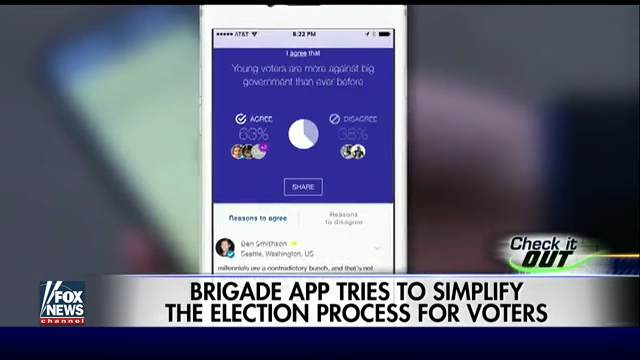 AT&T 8:22 PM
I agree that
Young voters are more against big
government than ever before
AGREE DISAGREE
63% 38%
SHARE
Reasons to agree Reasons
to disagree
Ben Smithson
Seattle, Washington, US
millennials are a contradictory bunch, and that's not
Check it
OUT
FOX
NEWS
channel
BRIGADE APP TRIES TO SIMPLIFY
THE ELECTION PROCESS FOR VOTERS